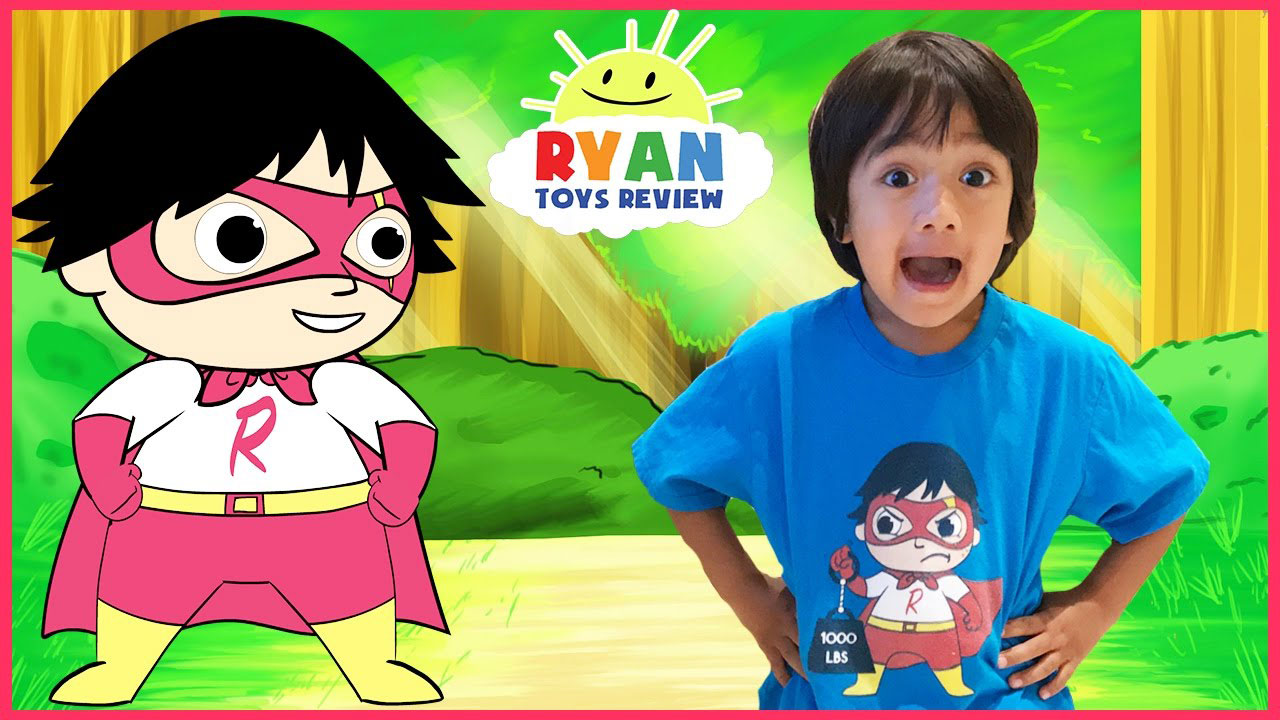 RYAN
TOYS REVIEW
R
R
1000
LBS